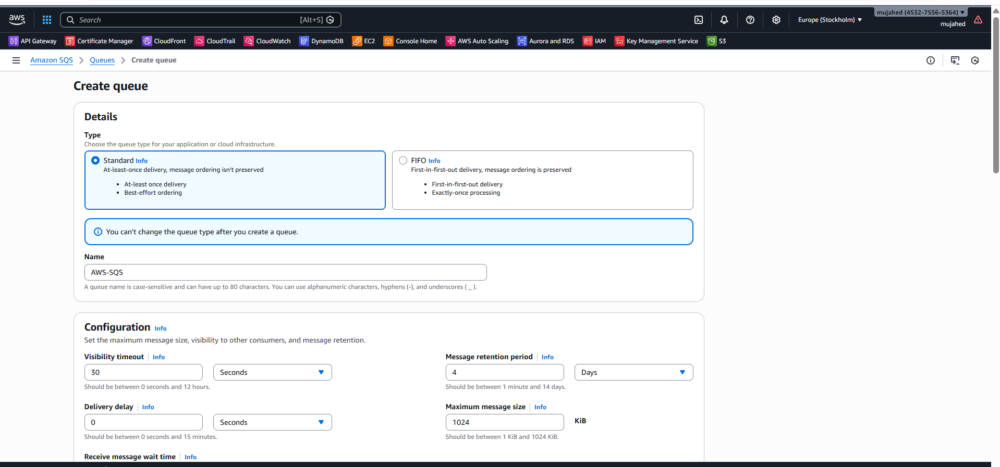 aws
Search [Alt+S]
Europe (Stockholm)
mujahed (4532-7556-5364)
mujahed
API Gateway Certificate Manager CloudFront CloudTrail CloudWatch DynamoDB EC2 Console Home AWS Auto Scaling Aurora and RDS IAM Key Management Service S3
Amazon SQS Queues Create queue
Create queue
Details
Type
Choose the queue type for your application or cloud infrastructure.
Standard Info
At-least-once delivery, message ordering isn't preserved
• At-least once delivery
• Best-effort ordering
FIFO Info
First-in-first-out delivery, message ordering is preserved
• First-in-first-out delivery
• Exactly-once processing
You can't change the queue type after you create a queue.
Name
AWS-SQS
A queue name is case-sensitive and can have up to 80 characters. You can use alphanumeric characters, hyphens (-), and underscores ( _ ).
Configuration Info
Set the maximum message size, visibility to other consumers, and message retention.
Visibility timeout Info
30 Seconds
Should be between 0 seconds and 12 hours.
Message retention period Info
4 Days
Should be between 1 minute and 14 days.
Delivery delay Info
0 Seconds
Should be between 0 seconds and 15 minutes.
Maximum message size Info
1024 KiB
Should be between 1 KiB and 1024 KiB.
Receive message wait time Info